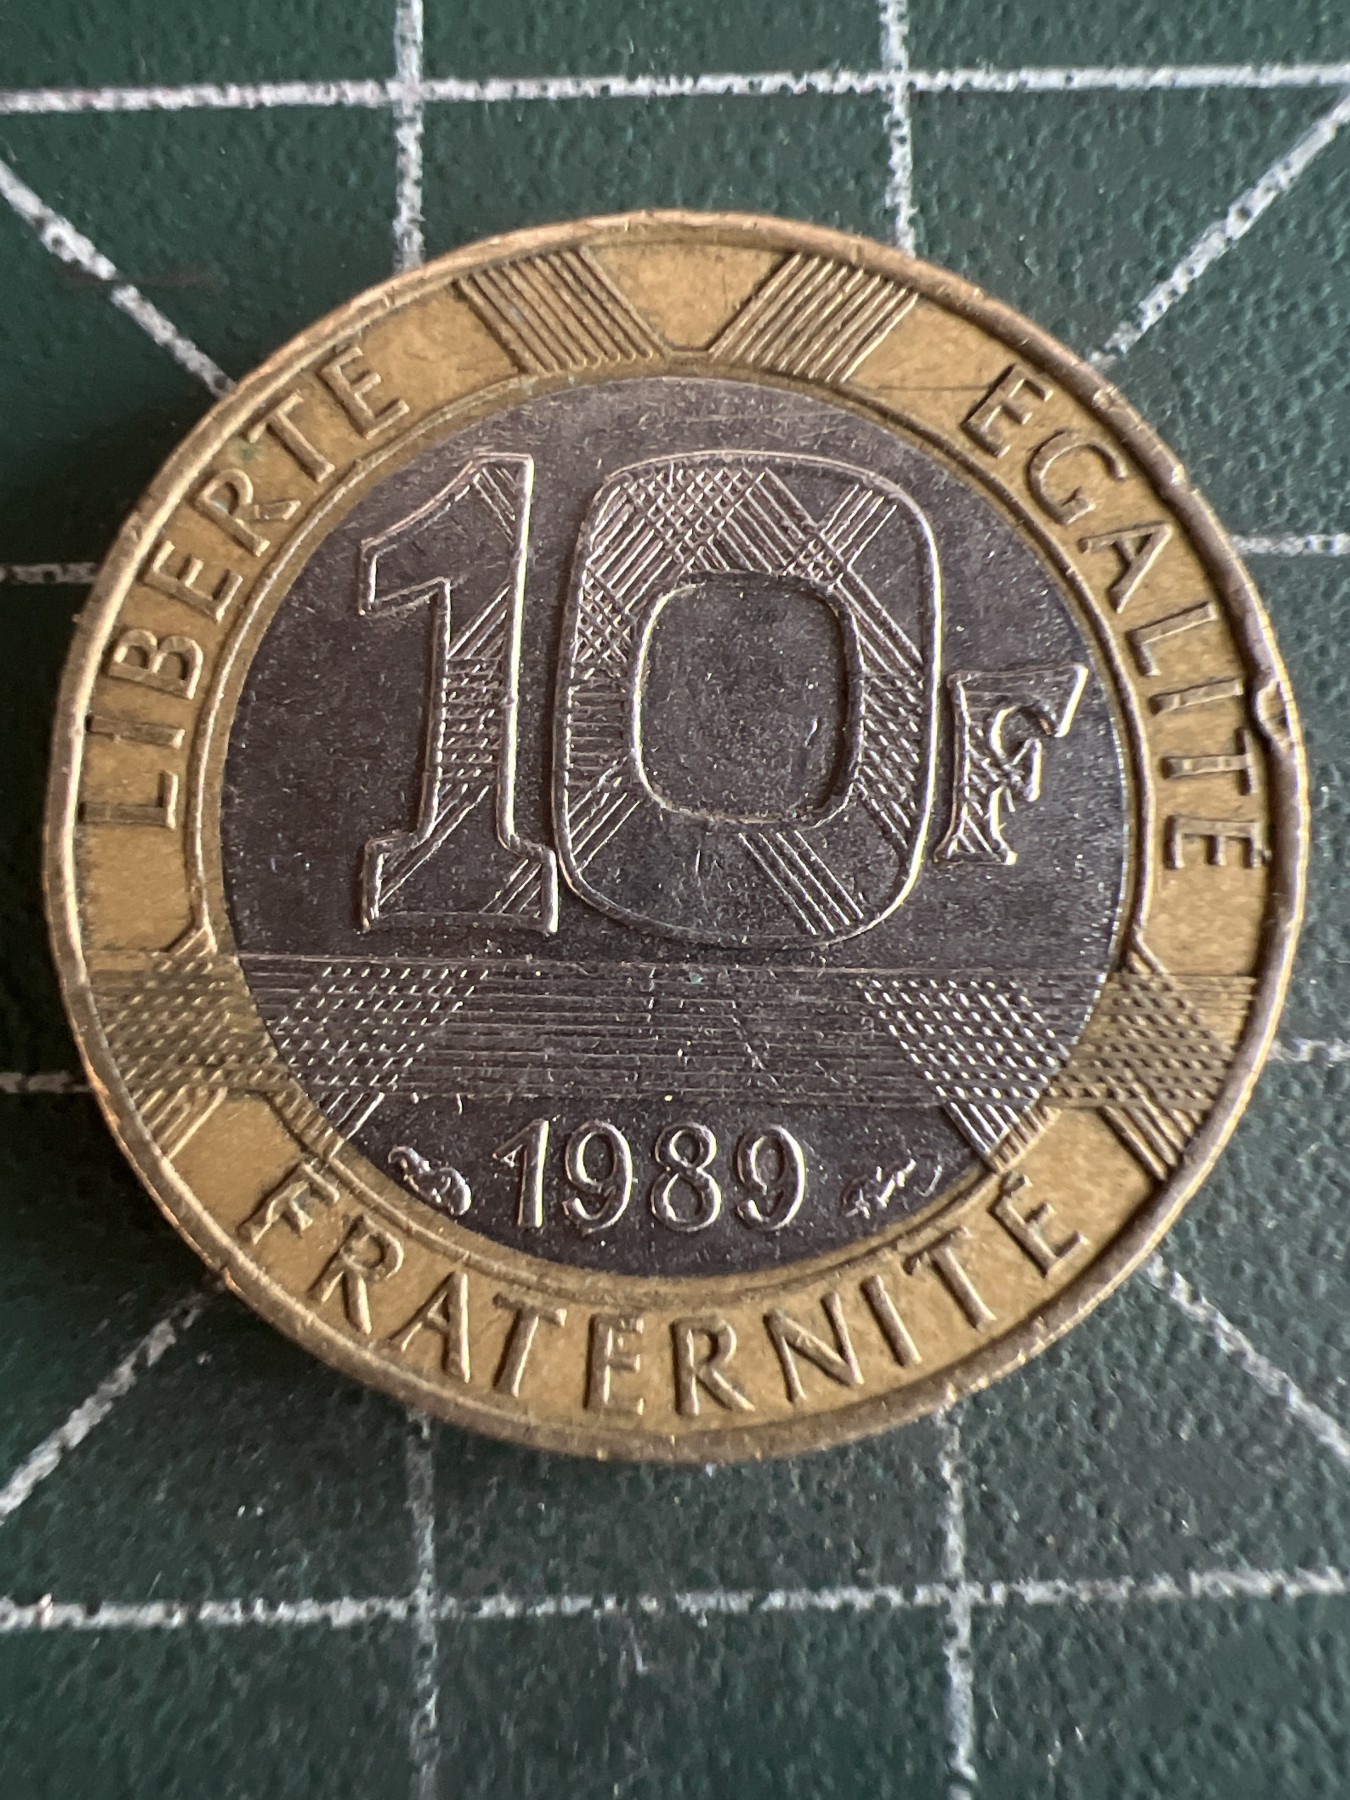 LIBERTE
EGALITE
10F
1989
FRATERNITE